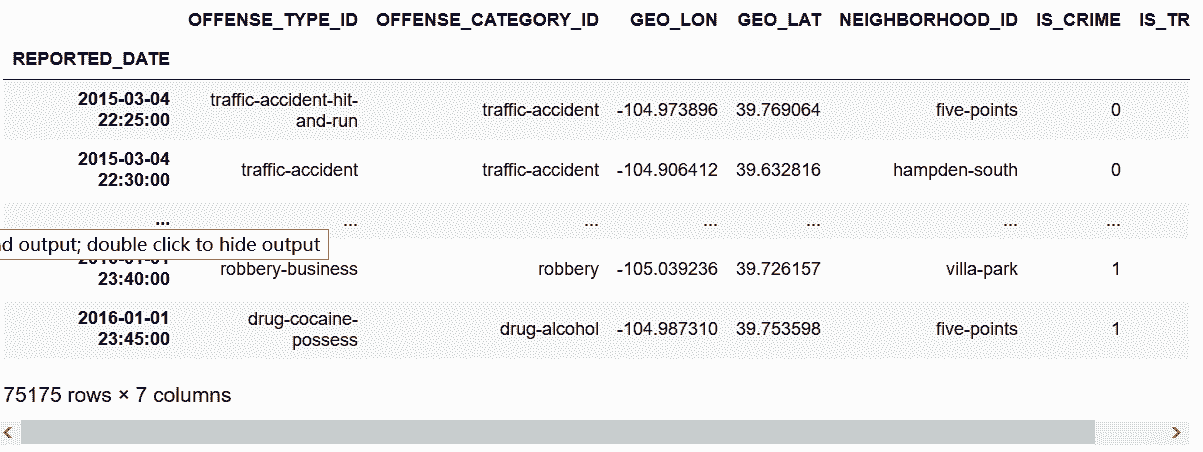 OFFENSE_TYPE_ID OFFENSE_CATEGORY_ID GEO_LON GEO_LAT NEIGHBORHOOD_ID IS_CRIME IS_TR
REPORTED_DATE
2015-03-04 22:25:00 traffic-accident-hit-and-run traffic-accident -104.973896 39.769064 five-points 0
2015-03-04 22:30:00 traffic-accident traffic-accident -104.906412 39.632816 hampden-south 0
... ... ... ... ... ... ...
d output; double click to hide output
23:40:00 robbery-business robbery -105.039236 39.726157 villa-park 1
2016-01-01 23:45:00 drug-cocaine-possess drug-alcohol -104.987310 39.753598 five-points 1
75175 rows × 7 columns